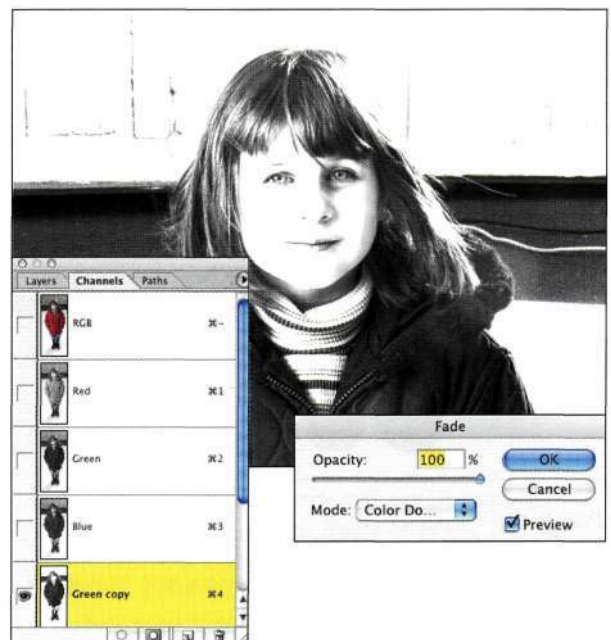 Layers Channels Paths
RGB ⌘~
Red ⌘1
Green ⌘2
Blue ⌘3
Green copy ⌘4
Fade
Opacity: 100 % OK
Cancel
Mode: Color Do...
Preview